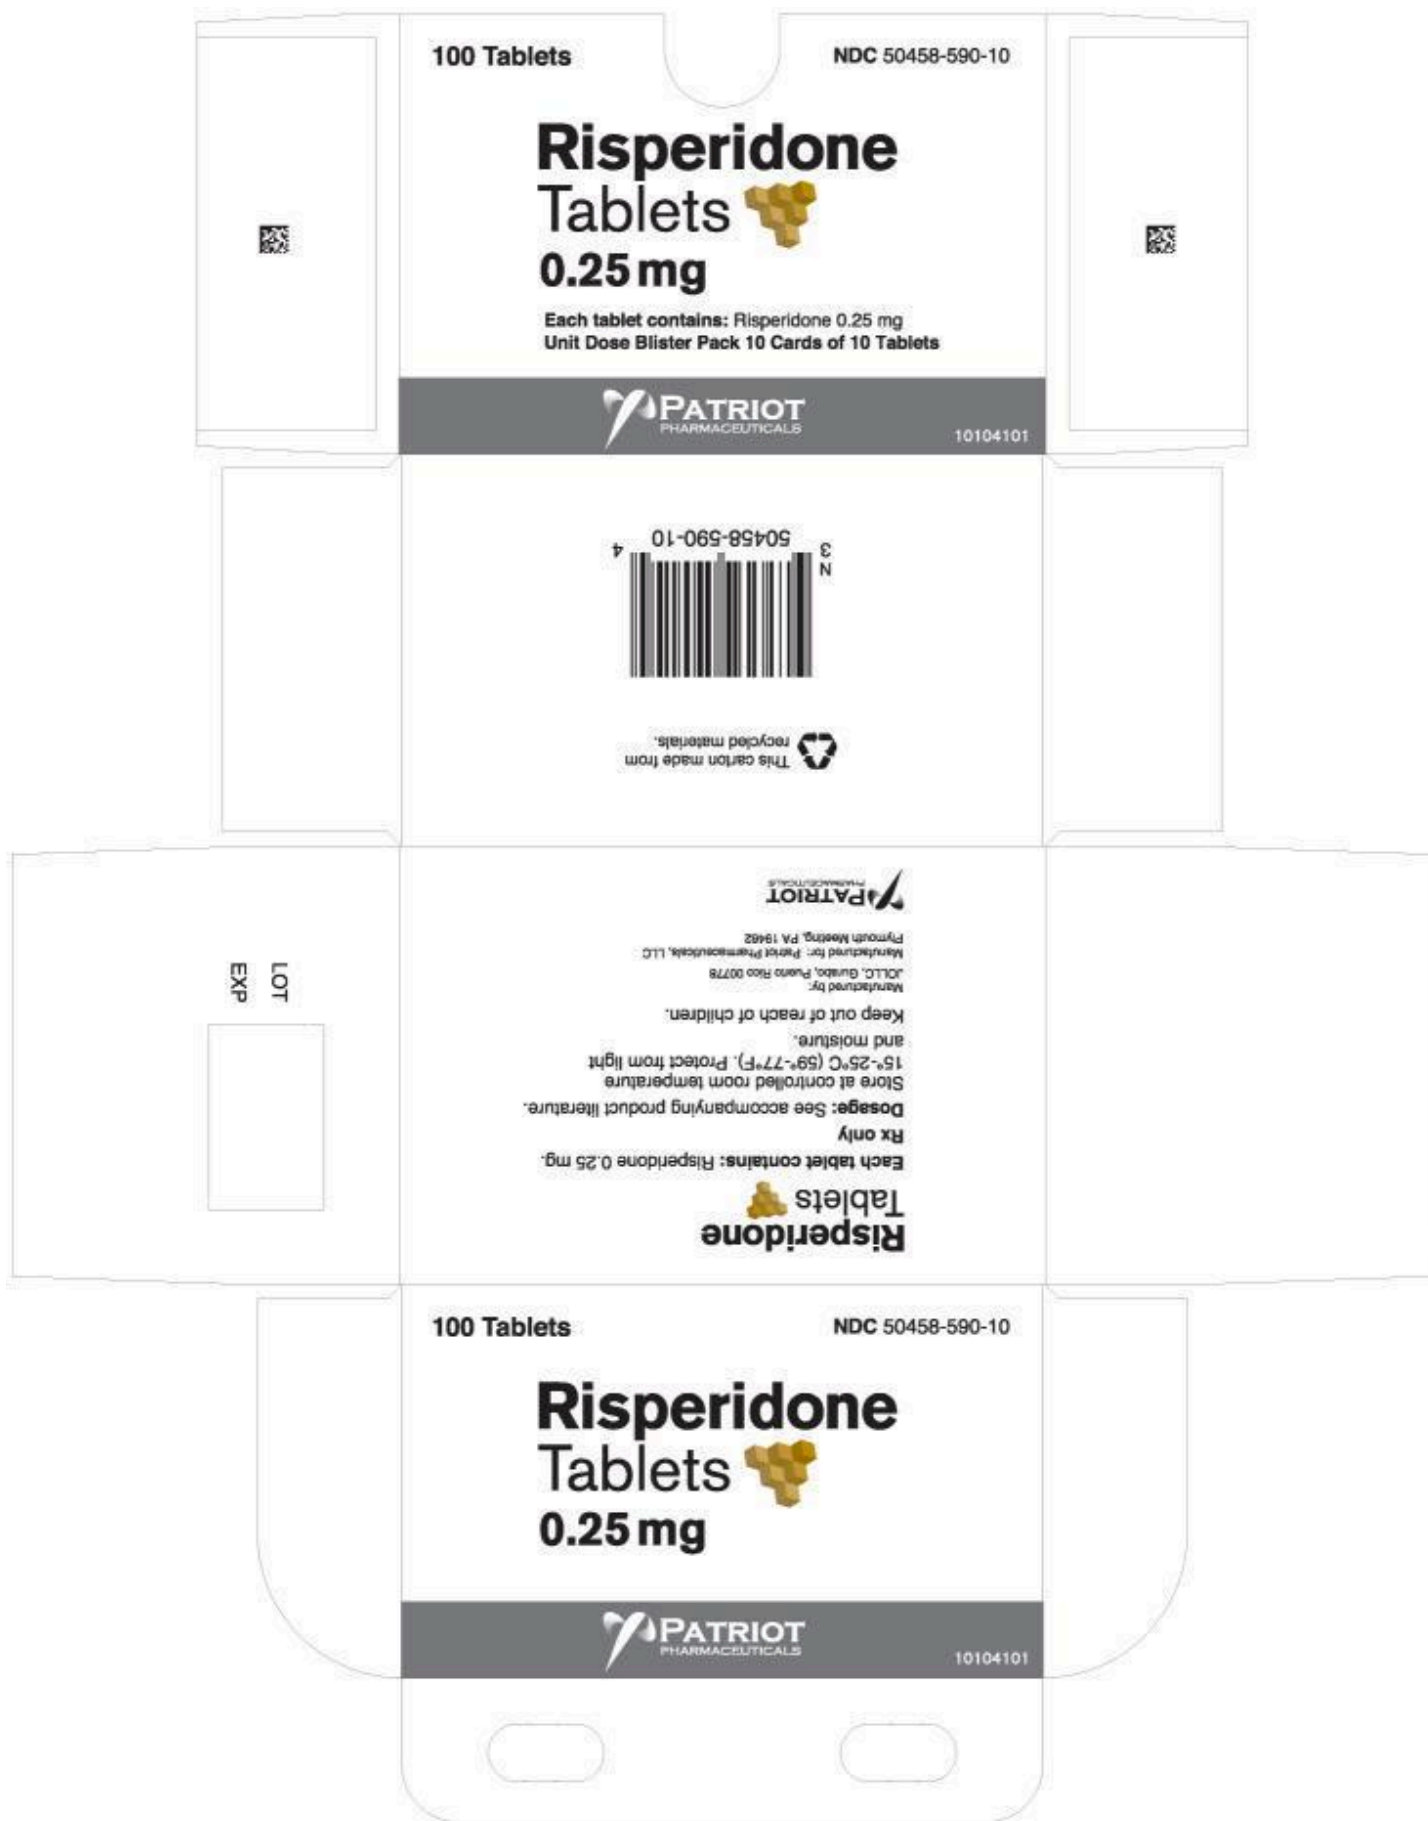 100 Tablets
NDC 50458-590-10
Risperidone
Tablets
0.25 mg
Each tablet contains: Risperidone 0.25 mg
Unit Dose Blister Pack 10 Cards of 10 Tablets
PATRIOT
PHARMACEUTICALS
10104101
This carton made from
recycled materials.
N
3
50458-590-10
4
LOT
EXP
Risperidone
Tablets
Each tablet contains: Risperidone 0.25 mg.
Rx only
Dosage: See accompanying product literature.
Store at controlled room temperature
15°-25°C (59°-77°F). Protect from light
and moisture.
Keep out of reach of children.
Manufactured by:
JOLLC, Gurabo, Puerto Rico 00778
Manufactured for: Patriot Pharmaceuticals, LLC
Plymouth Meeting, PA 19462
PATRIOT
PHARMACEUTICALS
100 Tablets
NDC 50458-590-10
Risperidone
Tablets
0.25 mg
PATRIOT
PHARMACEUTICALS
10104101